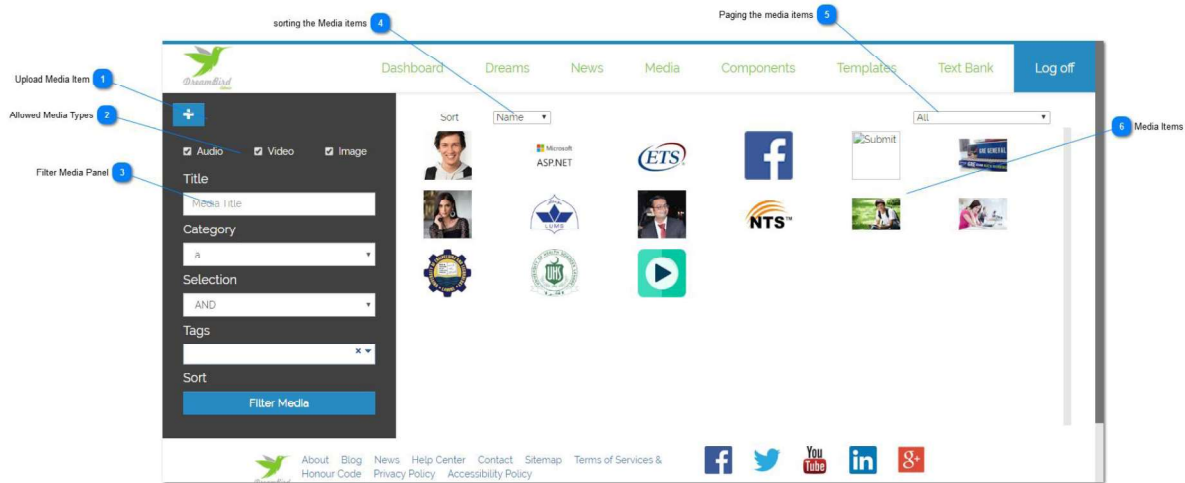 sorting the Media items 4
Paging the media items 5
Upload Media Item 1
Allowed Media Types 2
Filter Media Panel 3
6 Media Items
DreamBird
Dashboard Dreams News Media Components Templates Text Bank Log off
Sort Name All
Audio Video Image
Title
Media Title
Category
a
Selection
AND
Tags
Sort
Filter Media
Microsoft
ASP.NET
ETS
Submit
GRE GENERAL
LUMS
NTS™
UHS
About Blog News Help Center Contact Sitemap Terms of Services &
Honour Code Privacy Policy Accessibility Policy
You
Tube
in
g+